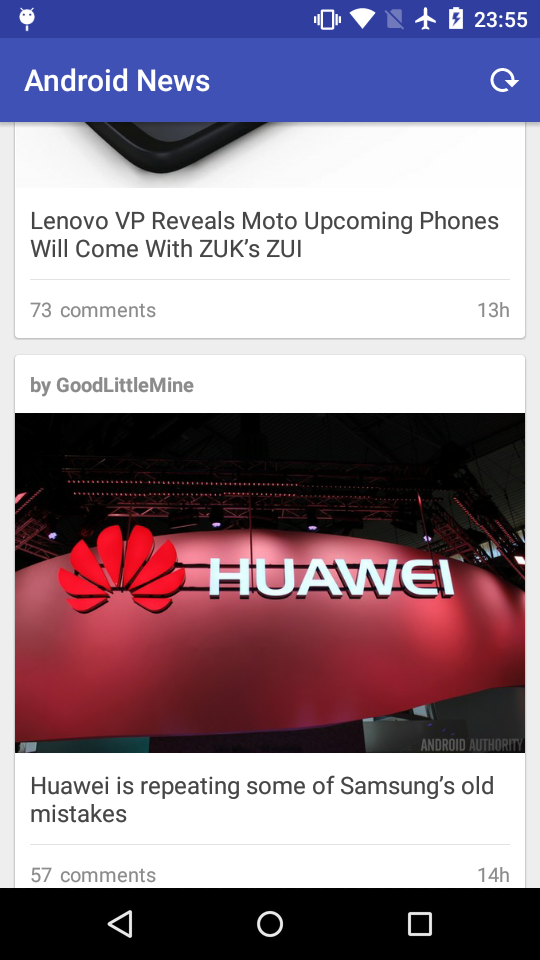 23:55
Android News
Lenovo VP Reveals Moto Upcoming Phones
Will Come With ZUK’s ZUI
73 comments 13h
by GoodLittleMine
HUAWEI
ANDROID AUTHORITY
Huawei is repeating some of Samsung’s old
mistakes
57 comments 14h